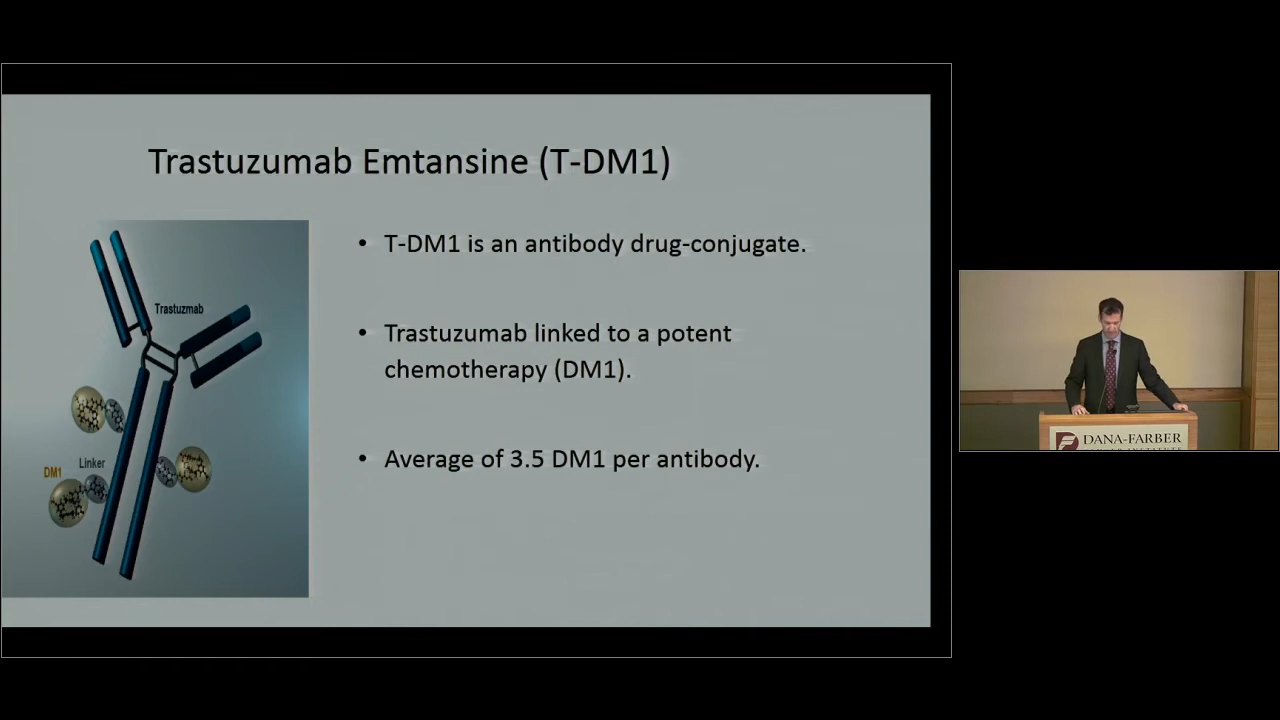 Trastuzumab Emtansine (T-DM1)
Trastuzmab
DM1
Linker
• T-DM1 is an antibody drug-conjugate.
• Trastuzumab linked to a potent
chemotherapy (DM1).
• Average of 3.5 DM1 per antibody.
DANA-FARBER